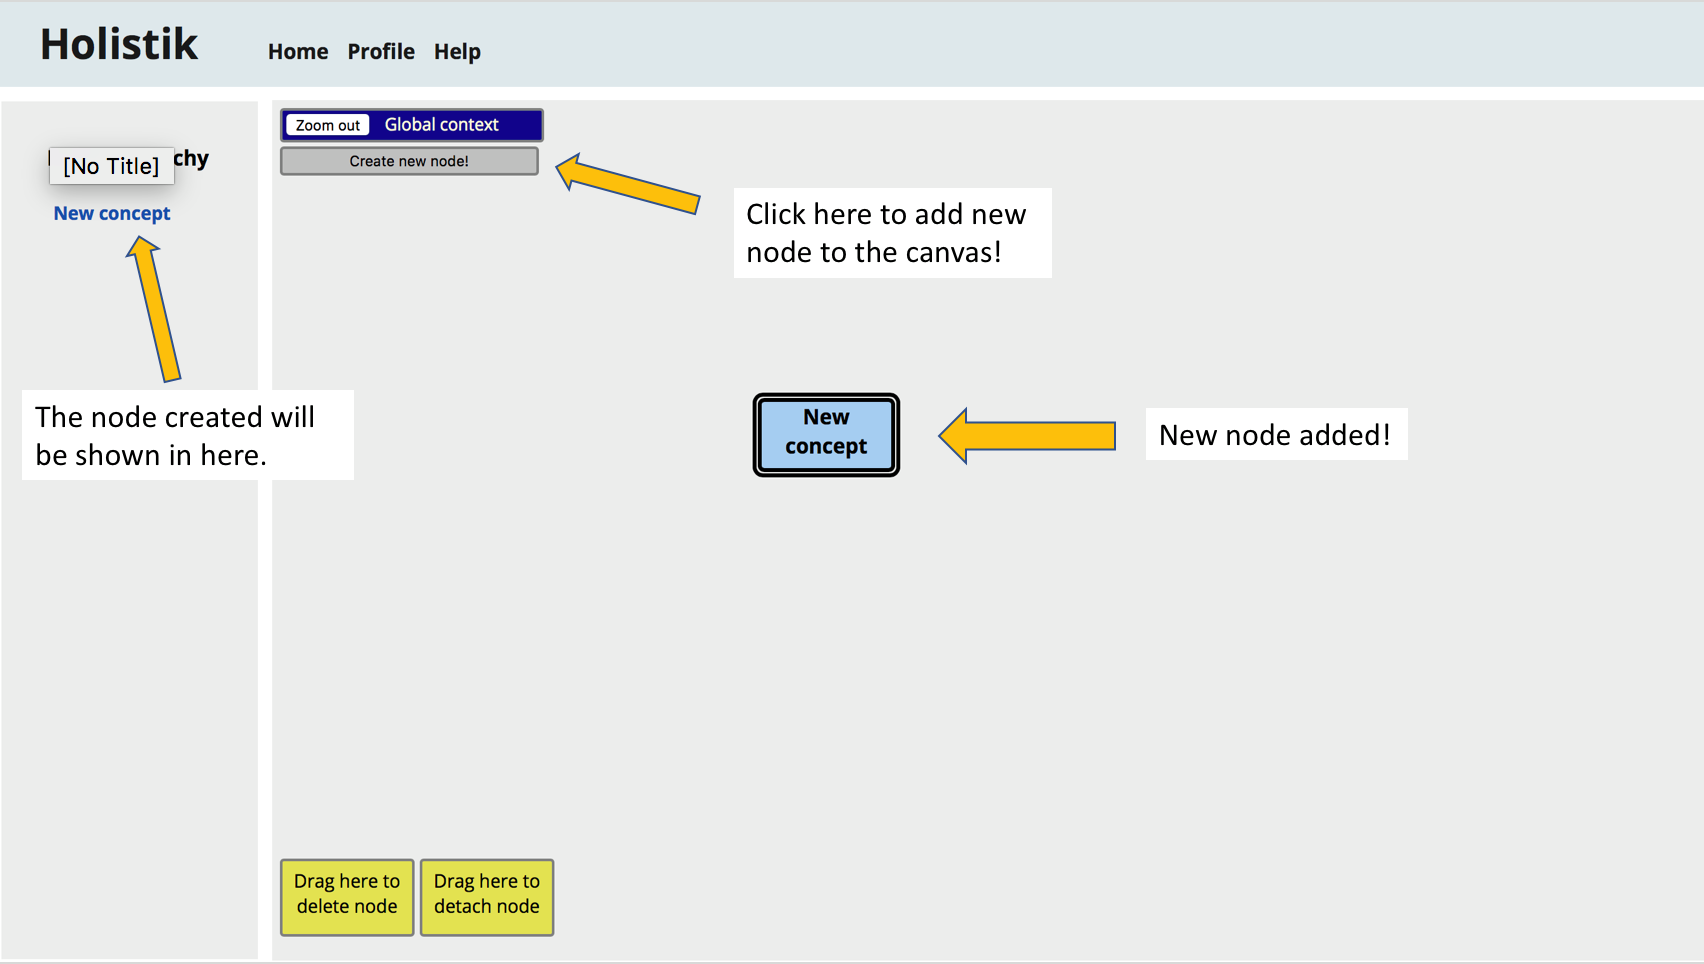 Holistik
Home Profile Help
Zoom out Global context
Create new node!
[No Title]
New concept
Click here to add new
node to the canvas!
The node created will
be shown in here.
New
concept
New node added!
Drag here to
delete node
Drag here to
detach node